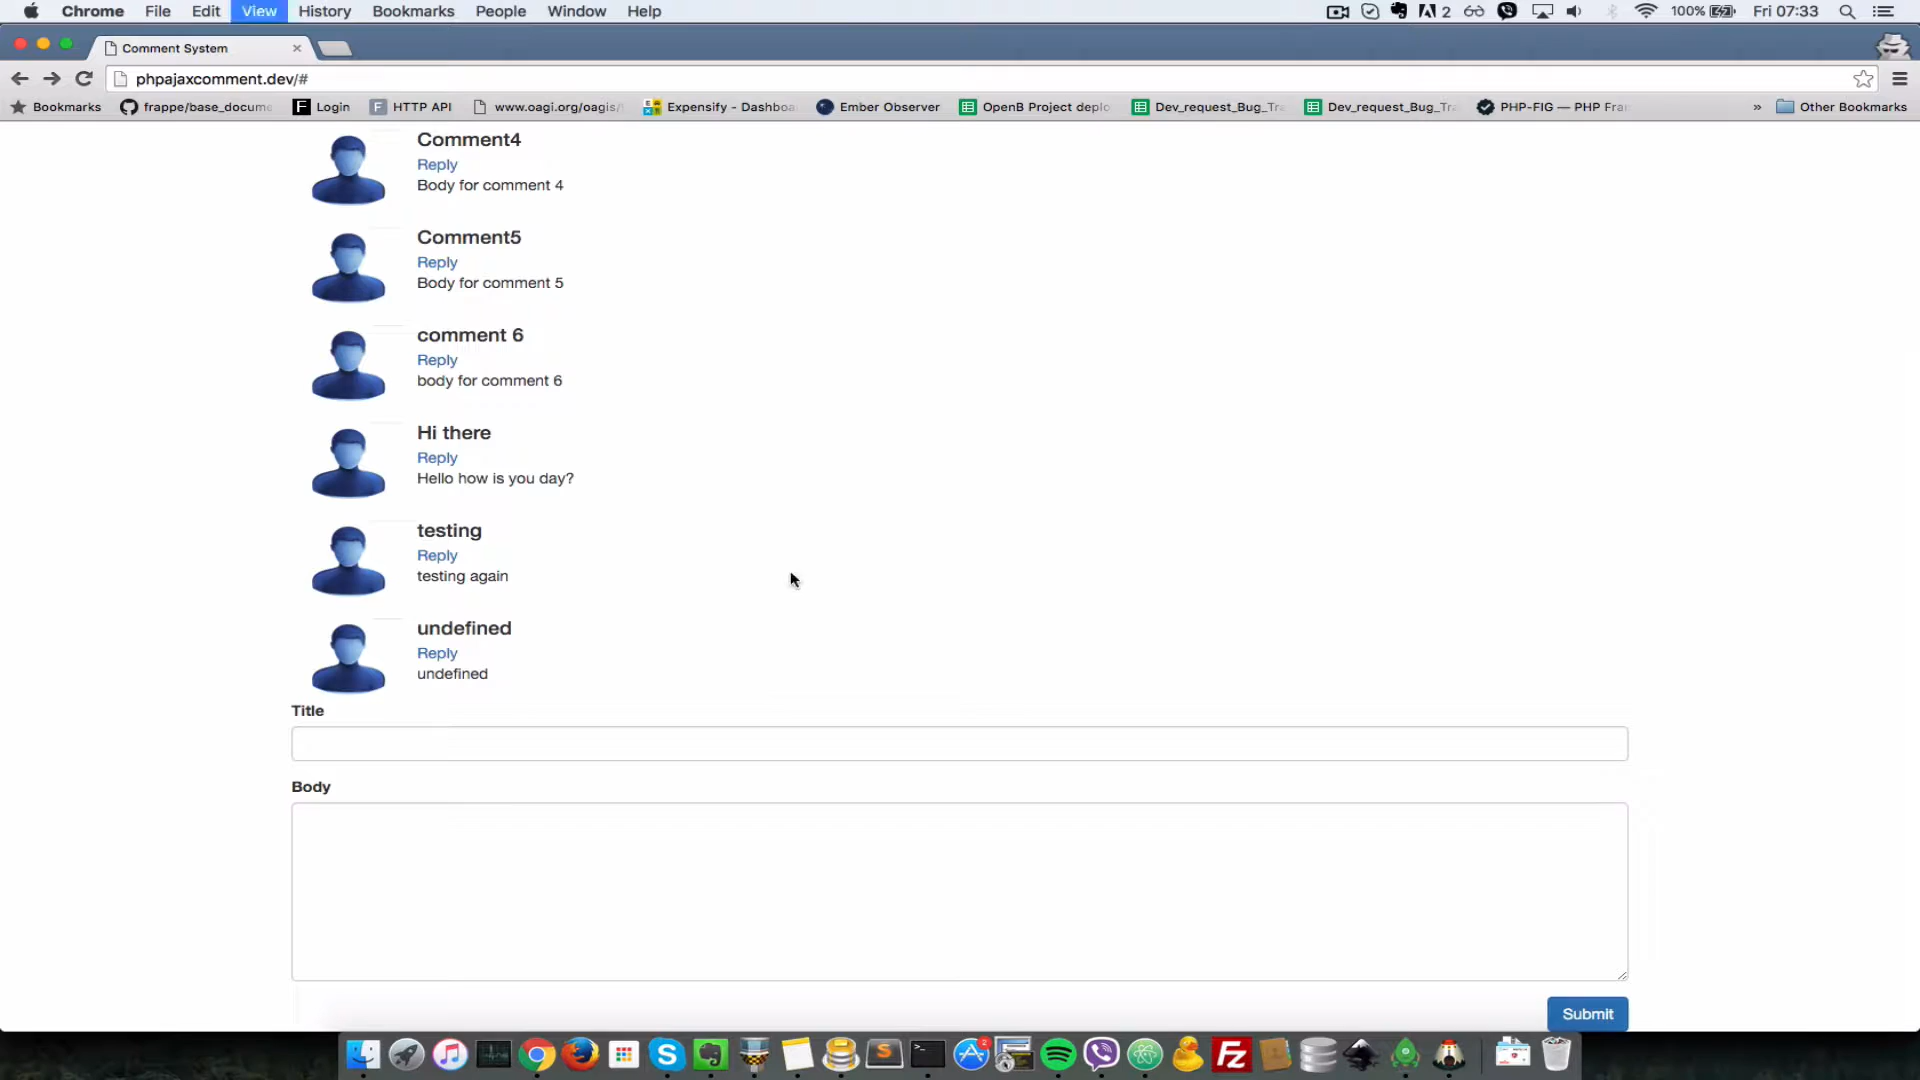 Chrome File Edit View History Bookmarks People Window Help 2 100% Fri 07:33
Comment System
phpajaxcomment.dev/#
Bookmarks frappe/base_docume Login HTTP API www.oagi.org/oagis/ Expensify - Dashboa Ember Observer OpenB Project deplo Dev_request_Bug_Tra Dev_request_Bug_Tra PHP-FIG — PHP Fra » Other Bookmarks
Comment4
Reply
Body for comment 4
Comment5
Reply
Body for comment 5
comment 6
Reply
body for comment 6
Hi there
Reply
Hello how is you day?
testing
Reply
testing again
undefined
Reply
undefined
Title
Body
Submit